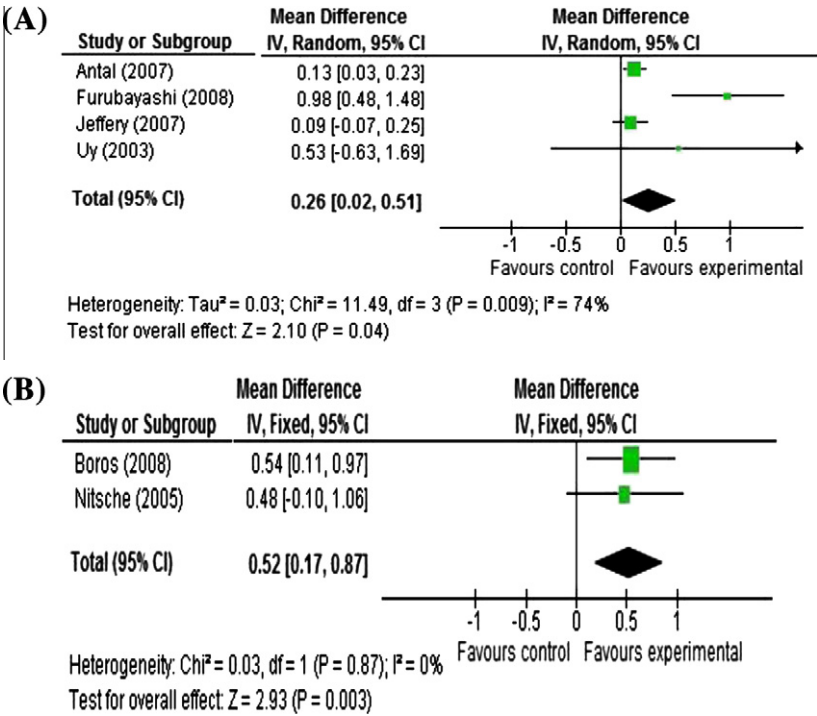 (A)
Mean Difference Mean Difference
Study or Subgroup IV, Random, 95% CI IV, Random, 95% CI
Antal (2007) 0.13 [0.03, 0.23]
Furubayashi (2008) 0.98 [0.48, 1.48]
Jeffery (2007) 0.09 [-0.07, 0.25]
Uy (2003) 0.53 [-0.63, 1.69]
Total (95% CI) 0.26 [0.02, 0.51]
-1 -0.5 0 0.5 1
Favours control Favours experimental
Heterogeneity: Tau² = 0.03; Chi² = 11.49, df = 3 (P = 0.009); I² = 74%
Test for overall effect: Z = 2.10 (P = 0.04)
(B)
Mean Difference Mean Difference
Study or Subgroup IV, Fixed, 95% CI IV, Fixed, 95% CI
Boros (2008) 0.54 [0.11, 0.97]
Nitsche (2005) 0.48 [-0.10, 1.06]
Total (95% CI) 0.52 [0.17, 0.87]
-1 -0.5 0 0.5 1
Favours control Favours experimental
Heterogeneity: Chi² = 0.03, df = 1 (P = 0.87); I² = 0%
Test for overall effect: Z = 2.93 (P = 0.003)